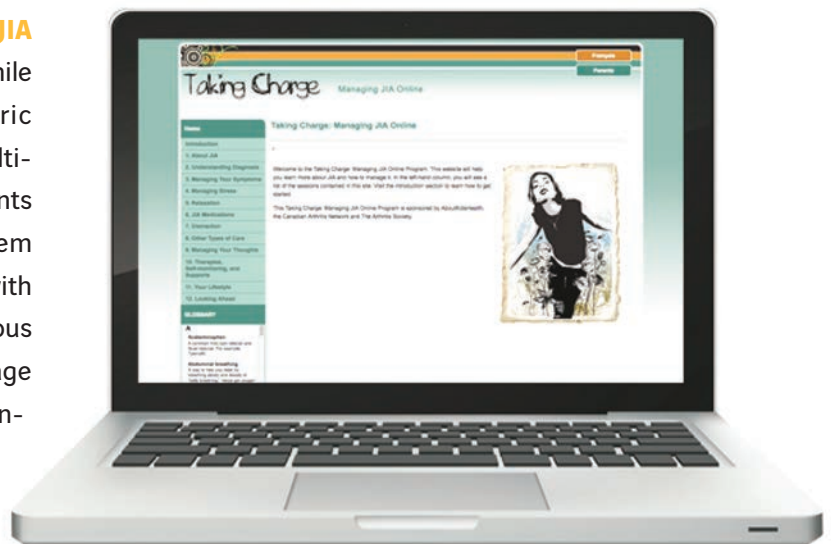 JIA
hile
ric
lti-
nts
em
with
ous
age
n-
Français
Parents
Taking Charge
Managing JIA Online
Home
Introduction
1. About JIA
2. Understanding Diagnosis
3. Managing Your Symptoms
4. Managing Stress
5. Relaxation
6. JIA Medications
7. Distraction
8. Other Types of Care
9. Managing Your Thoughts
10. Therapies,
Self-monitoring, and
Supports
11. Your Lifestyle
12. Looking Ahead
GLOSSARY
A
Acetaminophen
Abdominal breathing
Taking Charge: Managing JIA Online
Welcome to the Taking Charge: Managing JIA Online Program. This website will help
you learn more about JIA and how to manage it. In the left-hand column, you will see a
list of the sessions contained in this site. Visit the introduction section to learn how to get
started.
This Taking Charge: Managing JIA Online Program is sponsored by AboutKidsHealth,
the Canadian Arthritis Network and The Arthritis Society.